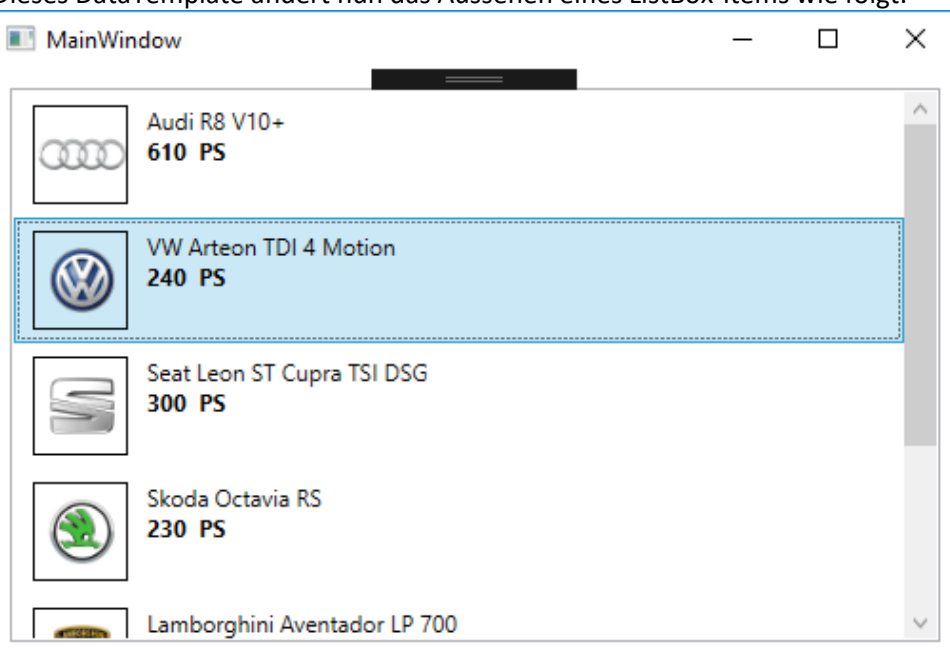 Dieses DataTemplate ändert nun das Aussehen eines ListBox-Items wie folgt:
MainWindow
Audi R8 V10+
610 PS
VW Arteon TDI 4 Motion
240 PS
Seat Leon ST Cupra TSI DSG
300 PS
Skoda Octavia RS
230 PS
Lamborghini Aventador LP 700